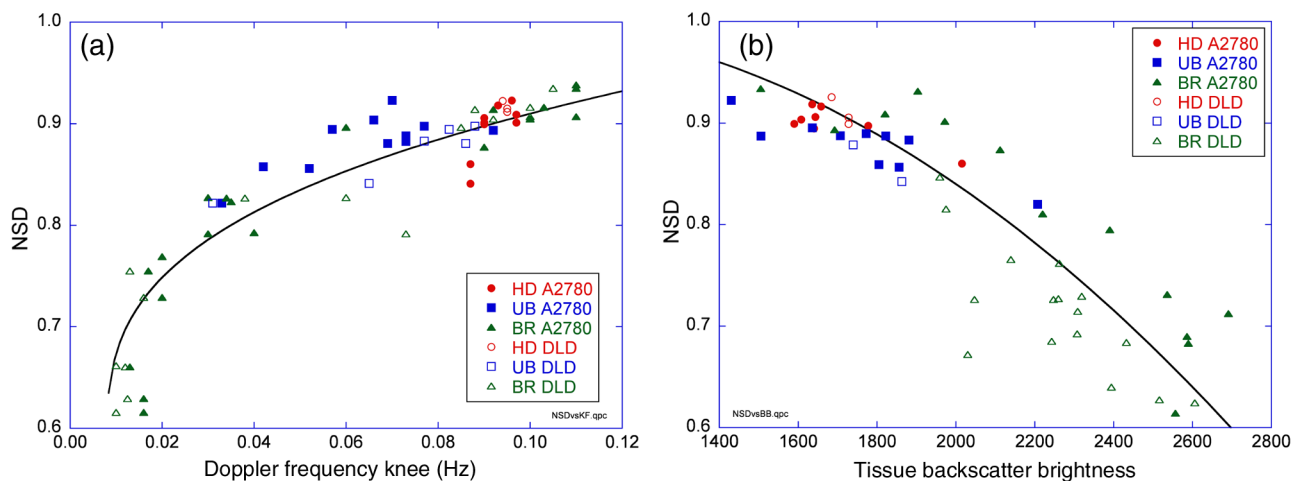 (a)
NSD
1.0
0.9
0.8
0.7
0.6
0.00
0.02
0.04
0.06
0.08
0.10
0.12
Doppler frequency knee (Hz)
HD A2780
UB A2780
BR A2780
HD DLD
UB DLD
BR DLD
NSDvsKF.qpc
(b)
NSD
1.0
0.9
0.8
0.7
0.6
1400
1600
1800
2000
2200
2400
2600
2800
Tissue backscatter brightness
HD A2780
UB A2780
BR A2780
HD DLD
UB DLD
BR DLD
NSDvsBB.qpc